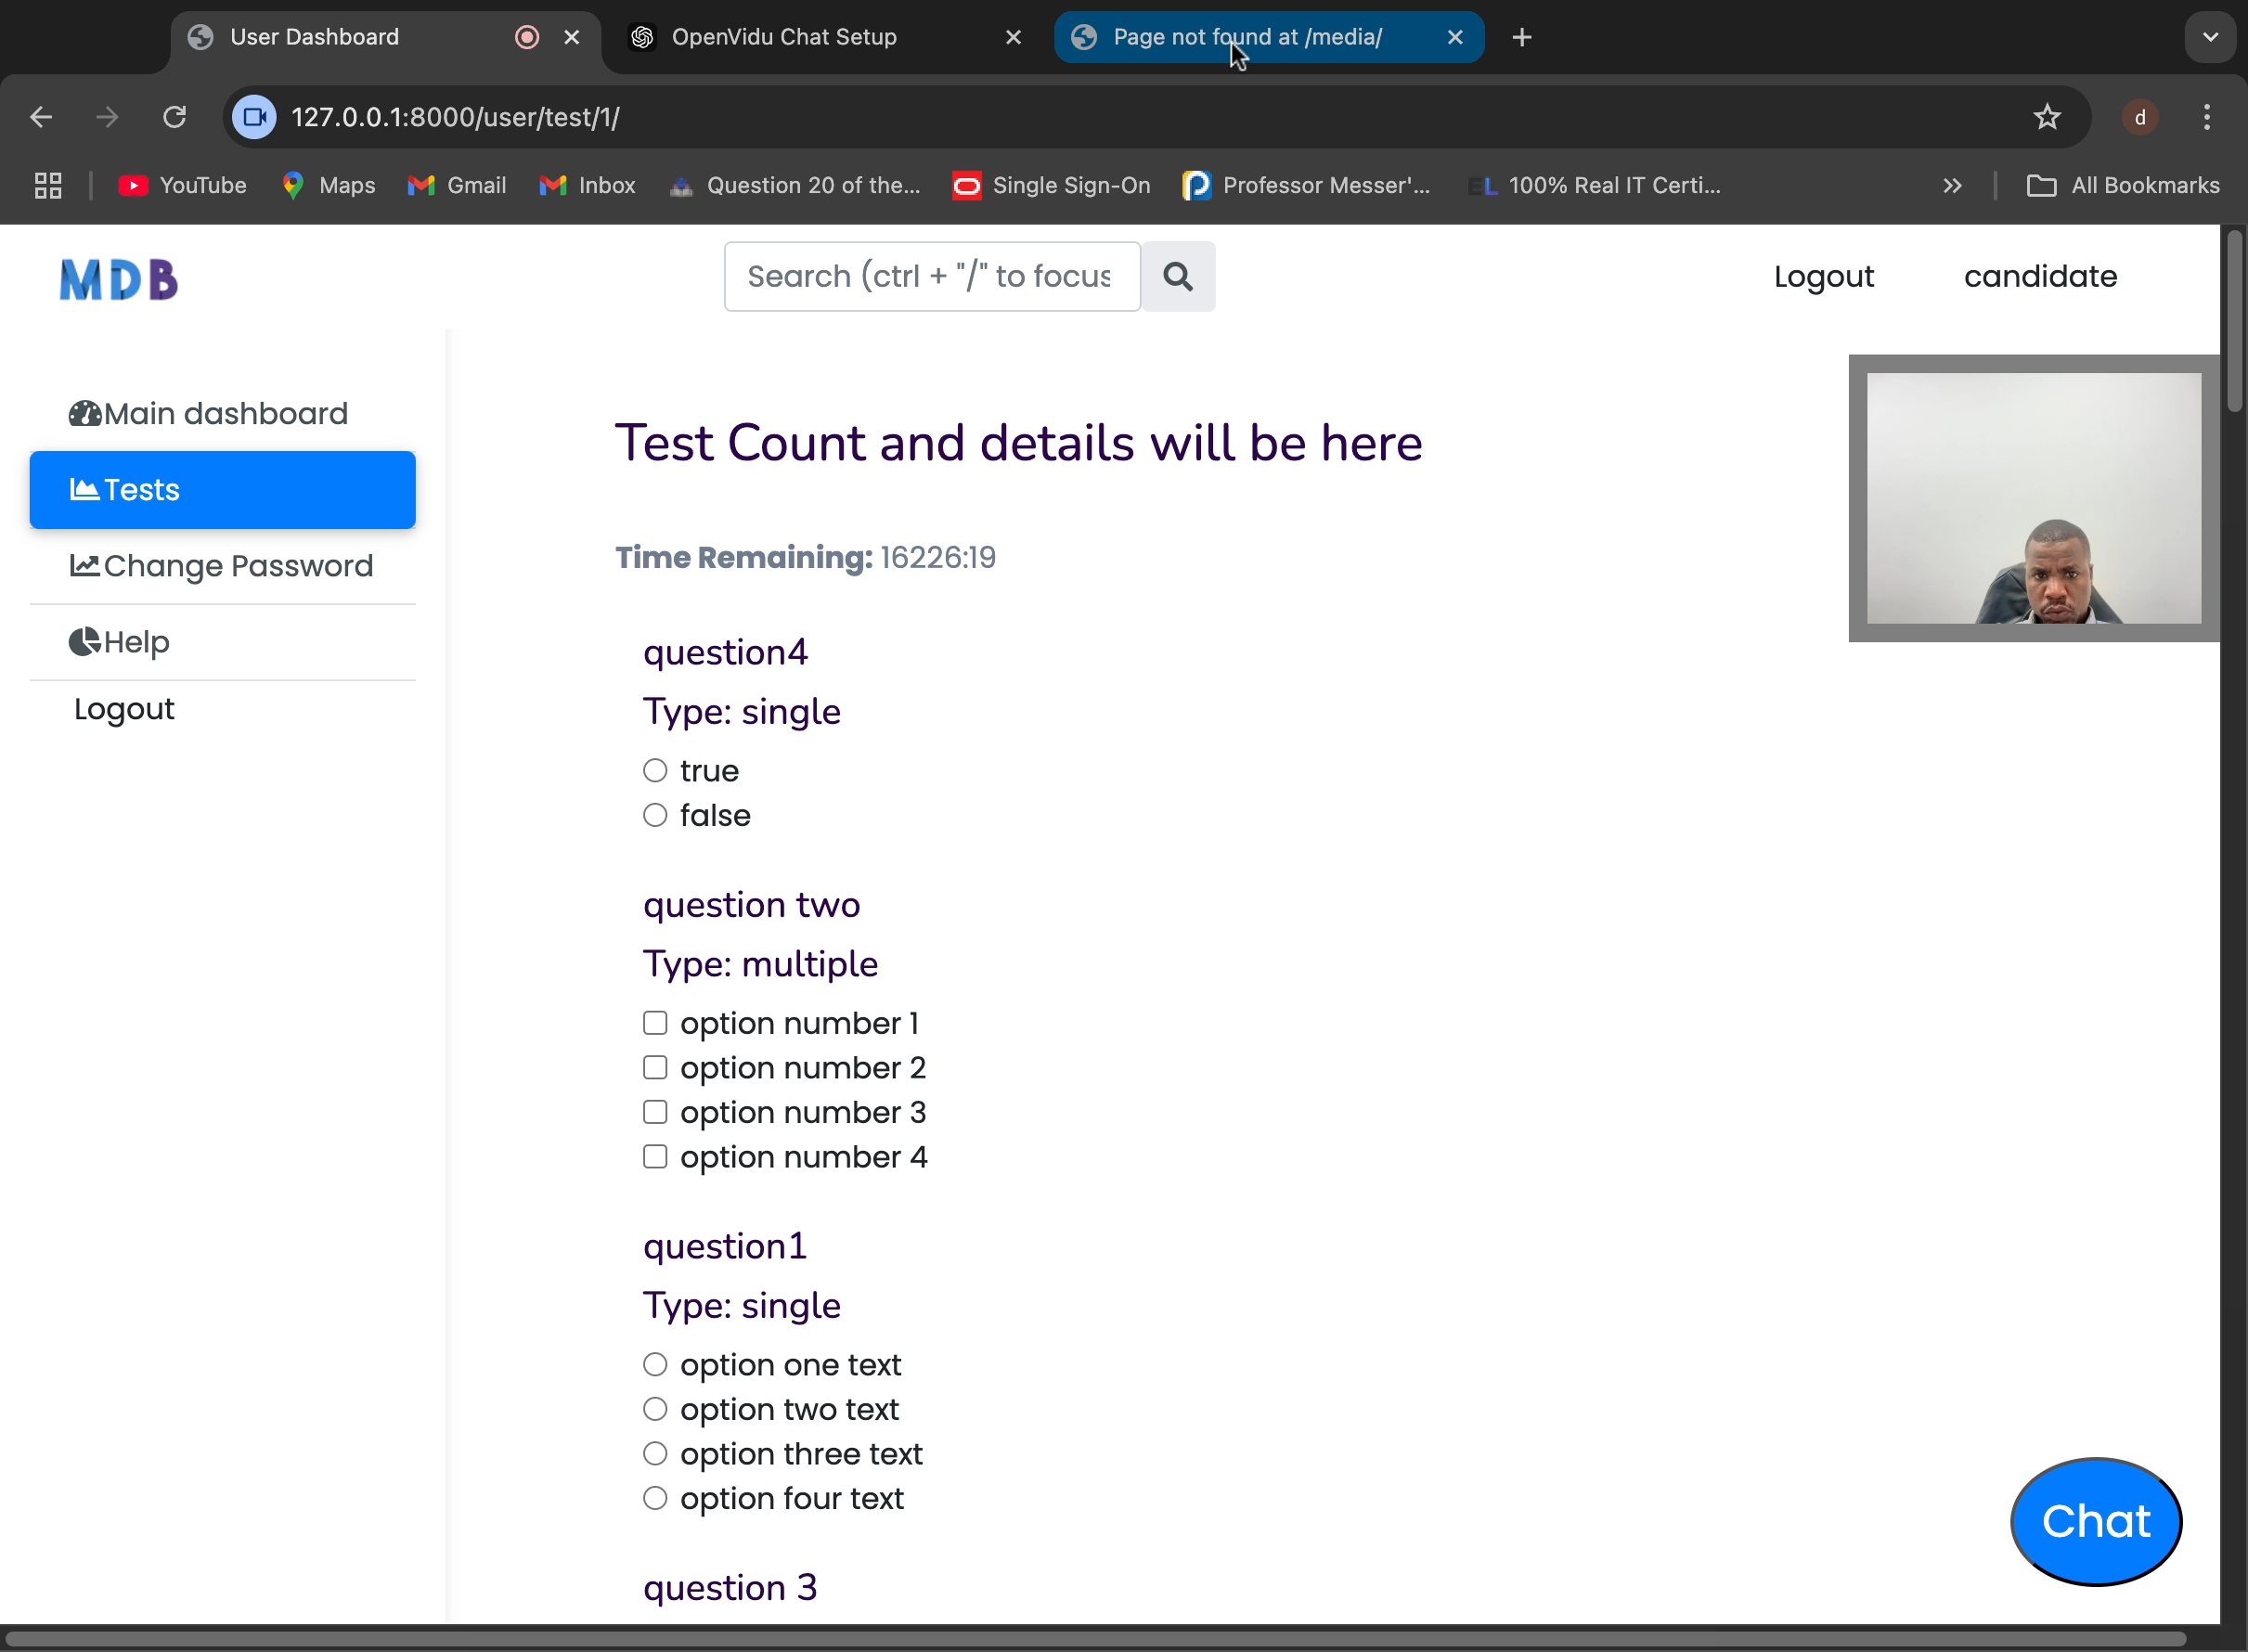 User Dashboard
OpenVidu Chat Setup
Page not found at /media/
127.0.0.1:8000/user/test/1/
d
YouTube
Maps
Gmail
Inbox
Question 20 of the...
Single Sign-On
Professor Messer'...
EL 100% Real IT Certi...
All Bookmarks
MDB
Search (ctrl + "/" to focus
Logout
candidate
Main dashboard
Tests
Change Password
Help
Logout
Test Count and details will be here
Time Remaining: 16226:19
question4
Type: single
true
false
question two
Type: multiple
option number 1
option number 2
option number 3
option number 4
question1
Type: single
option one text
option two text
option three text
option four text
question 3
Chat